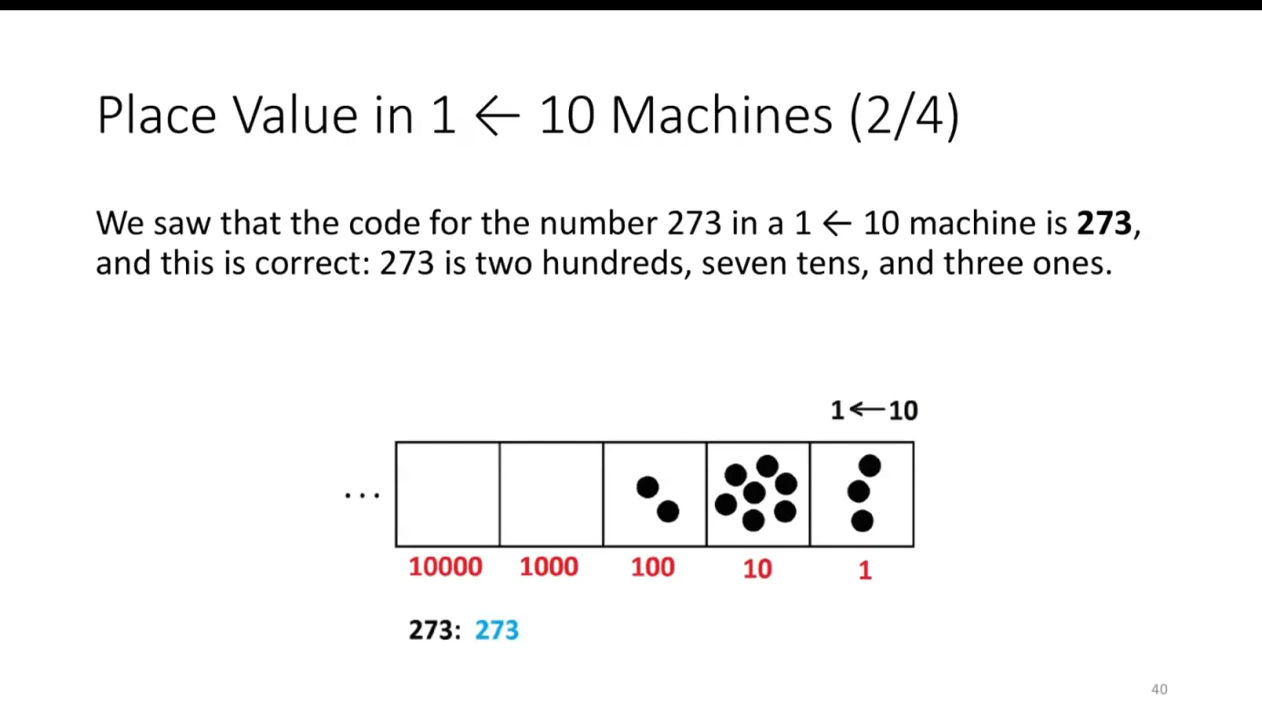 Place Value in 1 ← 10 Machines (2/4)
We saw that the code for the number 273 in a 1 ← 10 machine is 273,
and this is correct: 273 is two hundreds, seven tens, and three ones.
1←10
...
10000 1000 100 10 1
273: 273
40